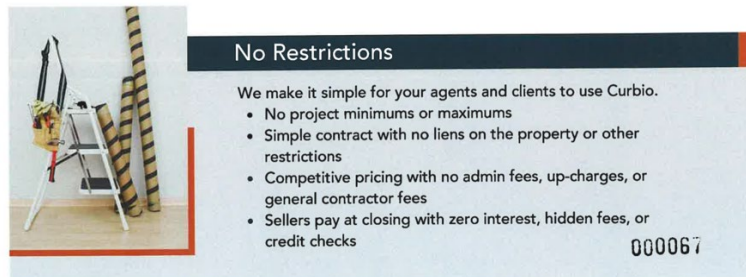 No Restrictions
We make it simple for your agents and clients to use Curbio.
• No project minimums or maximums
• Simple contract with no liens on the property or other
restrictions
• Competitive pricing with no admin fees, up-charges, or
general contractor fees
• Sellers pay at closing with zero interest, hidden fees, or
credit checks
000067